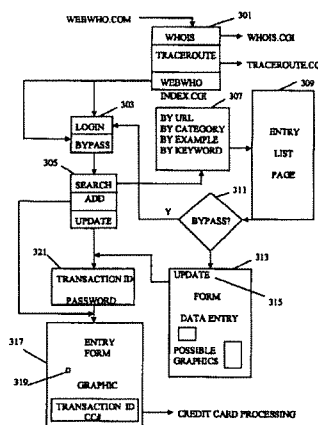 WEBWHO.COM
301
WHOIS
WHOIS.CGI
TRACEROUTE
TRACEROUTE.CG
WEBWHO
309
INDEX.CGI
303
307
LOGIN
BYPASS
BY URL
BY CATEGORY
BY EXAMPLE
BY KEYWORD
ENTRY
LIST
PAGE
305
311
SEARCH
ADD
UPDATE
Y
BYPASS?
321
313
TRANSACTION ID
PASSWORD
UPDATE
315
FORM
DATA ENTRY
317
ENTRY
FORM
POSSIBLE
GRAPHICS
319
GRAPHIC
TRANSACTION ID
CC#
CREDIT CARD PROCESSING